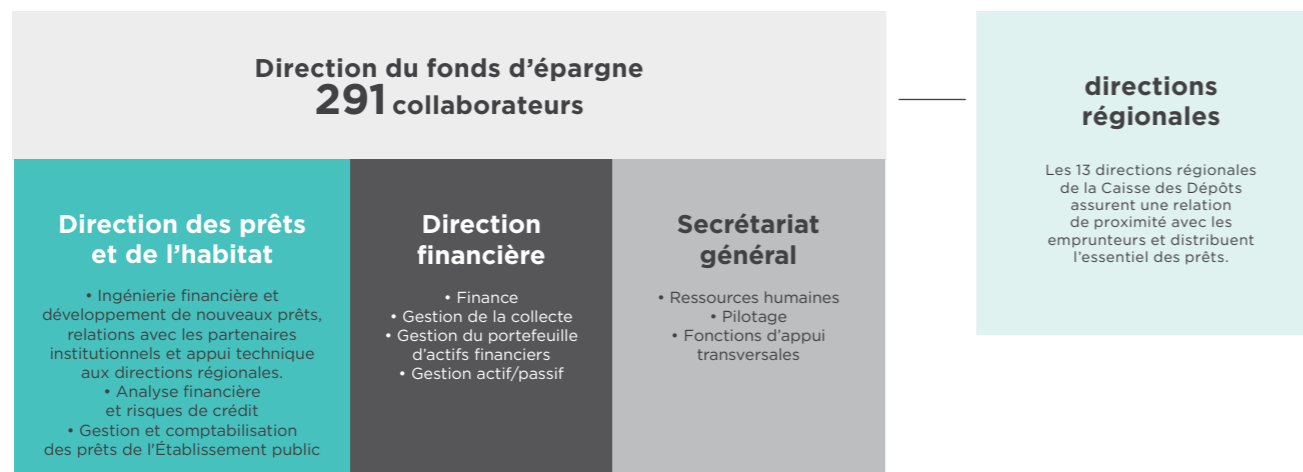 Direction du fonds d’épargne
291 collaborateurs
Direction des prêts
et de l’habitat
• Ingénierie financière et
développement de nouveaux prêts,
relations avec les partenaires
institutionnels et appui technique
aux directions régionales.
• Analyse financière
et risques de crédit
• Gestion et comptabilisation
des prêts de l’Établissement public
Direction
financière
• Finance
• Gestion de la collecte
• Gestion du portefeuille
d’actifs financiers
• Gestion actif/passif
Secrétariat
général
• Ressources humaines
• Pilotage
• Fonctions d’appui
transversales
directions
régionales
Les 13 directions régionales
de la Caisse des Dépôts
assurent une relation
de proximité avec les
emprunteurs et distribuent
l’essentiel des prêts.